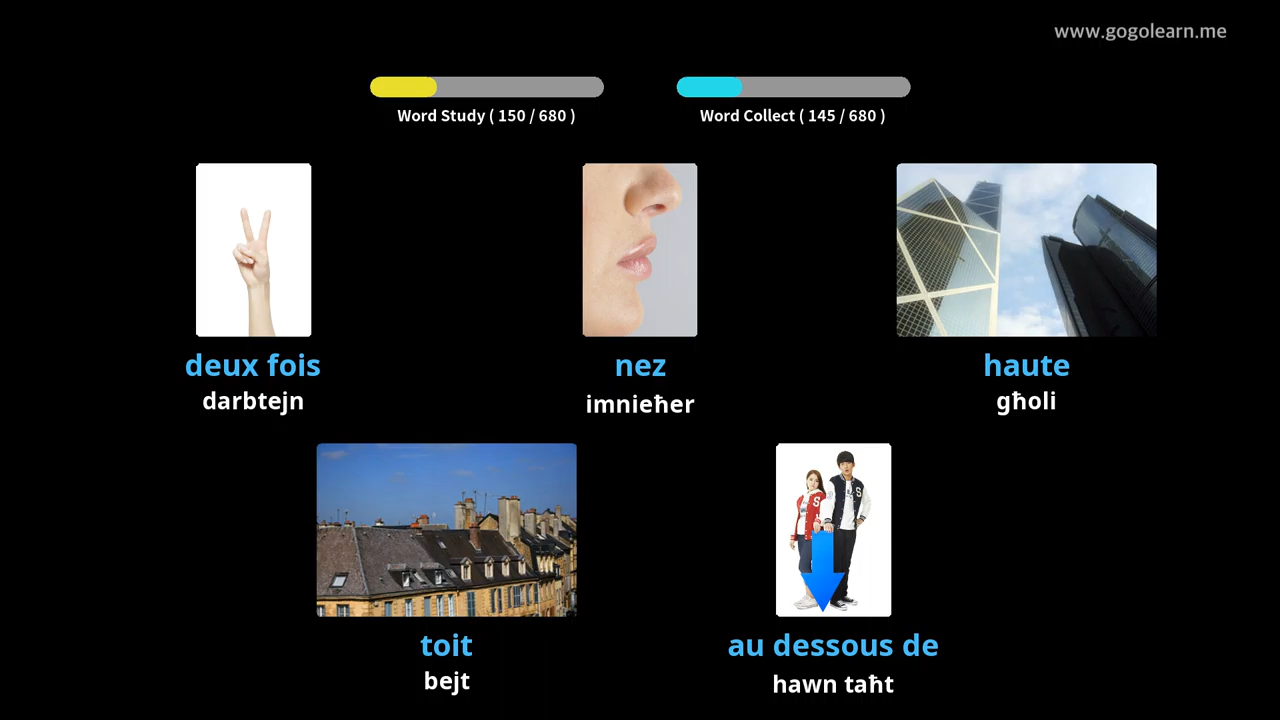 www.gogolearn.me
Word Study ( 150 / 680 )
Word Collect ( 145 / 680 )
deux fois
darbtejn
nez
imnieħer
haute
għoli
toit
bejt
au dessous de
hawn taħt
S
S